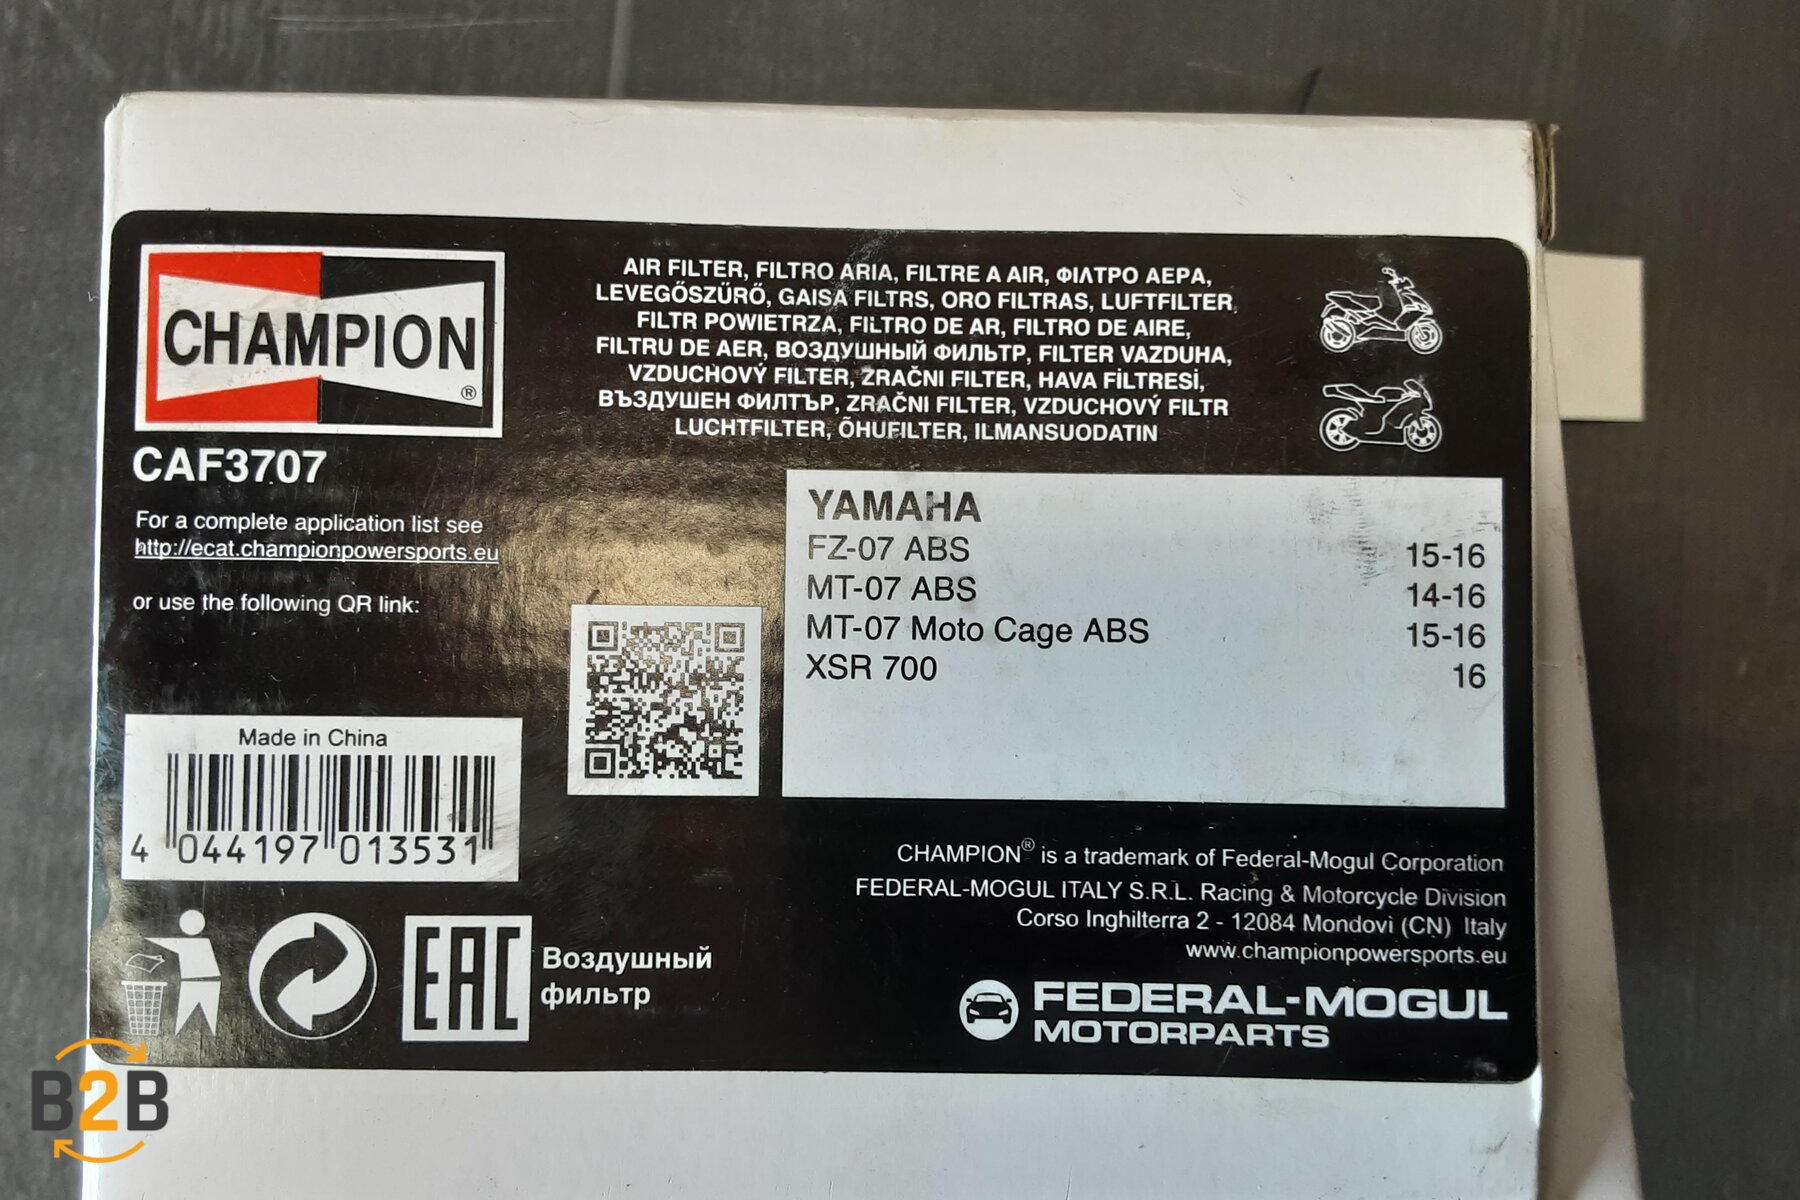 CHAMPION
®
CAF3707
For a complete application list see
http://ecat.championpowersports.eu
or use the following QR link:
AIR FILTER, FILTRO ARIA, FILTRE A AIR, ΦΙΛΤΡΟ ΑΕΡΑ,
LEVEGŐSZŰRŐ, GAISA FILTRS, ORO FILTRAS, LUFTFILTER,
FILTR POWIETRZA, FILTRO DE AR, FILTRO DE AIRE,
FILTRU DE AER, ВОЗДУШНЫЙ ФИЛЬТР, FILTER VAZDUHA,
VZDUCHOVÝ FILTER, ZRAČNI FILTER, HAVA FİLTRESİ,
ВЪЗДУШЕН ФИЛТЪР, ZRAČNI FILTER, VZDUCHOVÝ FILTR
LUCHTFILTER, ÕHUFILTER, ILMANSUODATIN
YAMAHA
FZ-07 ABS 15-16
MT-07 ABS 14-16
MT-07 Moto Cage ABS 15-16
XSR 700 16
Made in China
4 044197 013531
EAC
Воздушный
фильтр
CHAMPION® is a trademark of Federal-Mogul Corporation
FEDERAL-MOGUL ITALY S.R.L. Racing & Motorcycle Division
Corso Inghilterra 2 - 12084 Mondovì (CN) Italy
www.championpowersports.eu
FEDERAL-MOGUL
MOTORPARTS
B2B